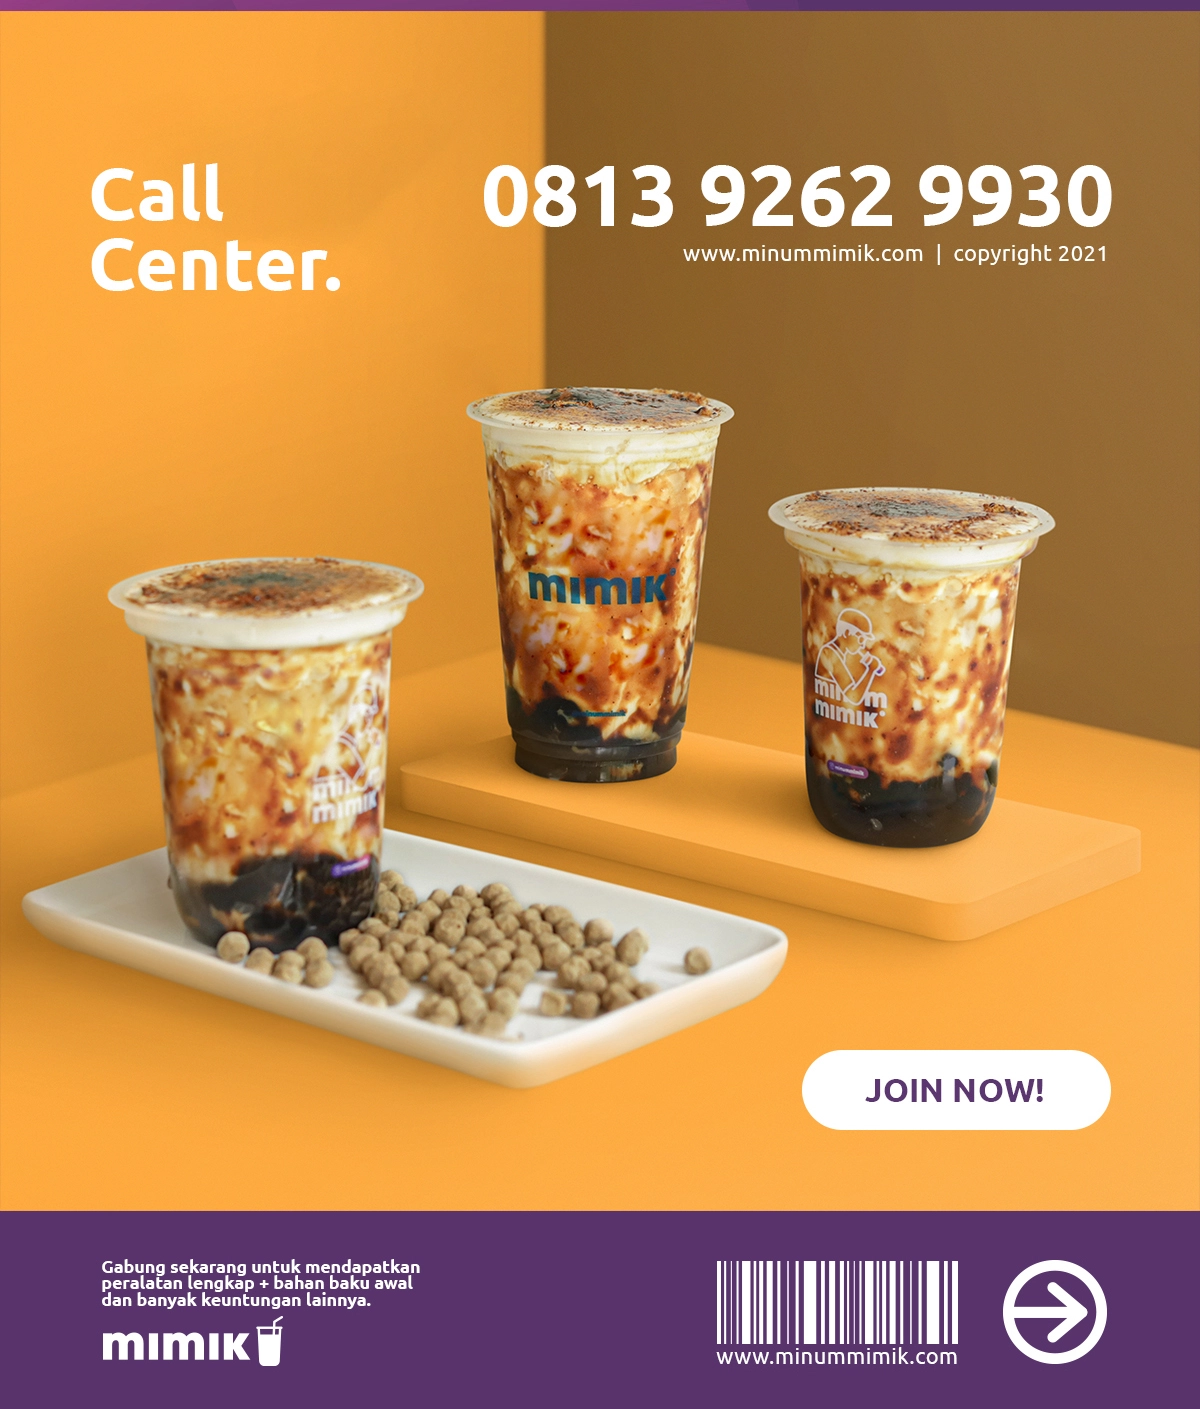 Call
Center.
0813 9262 9930
www.minummimik.com | copyright 2021
mimik
mimik
minum
mimik
JOIN NOW!
Gabung sekarang untuk mendapatkan
peralatan lengkap + bahan baku awal
dan banyak keuntungan lainnya.
mimik
www.minummimik.com